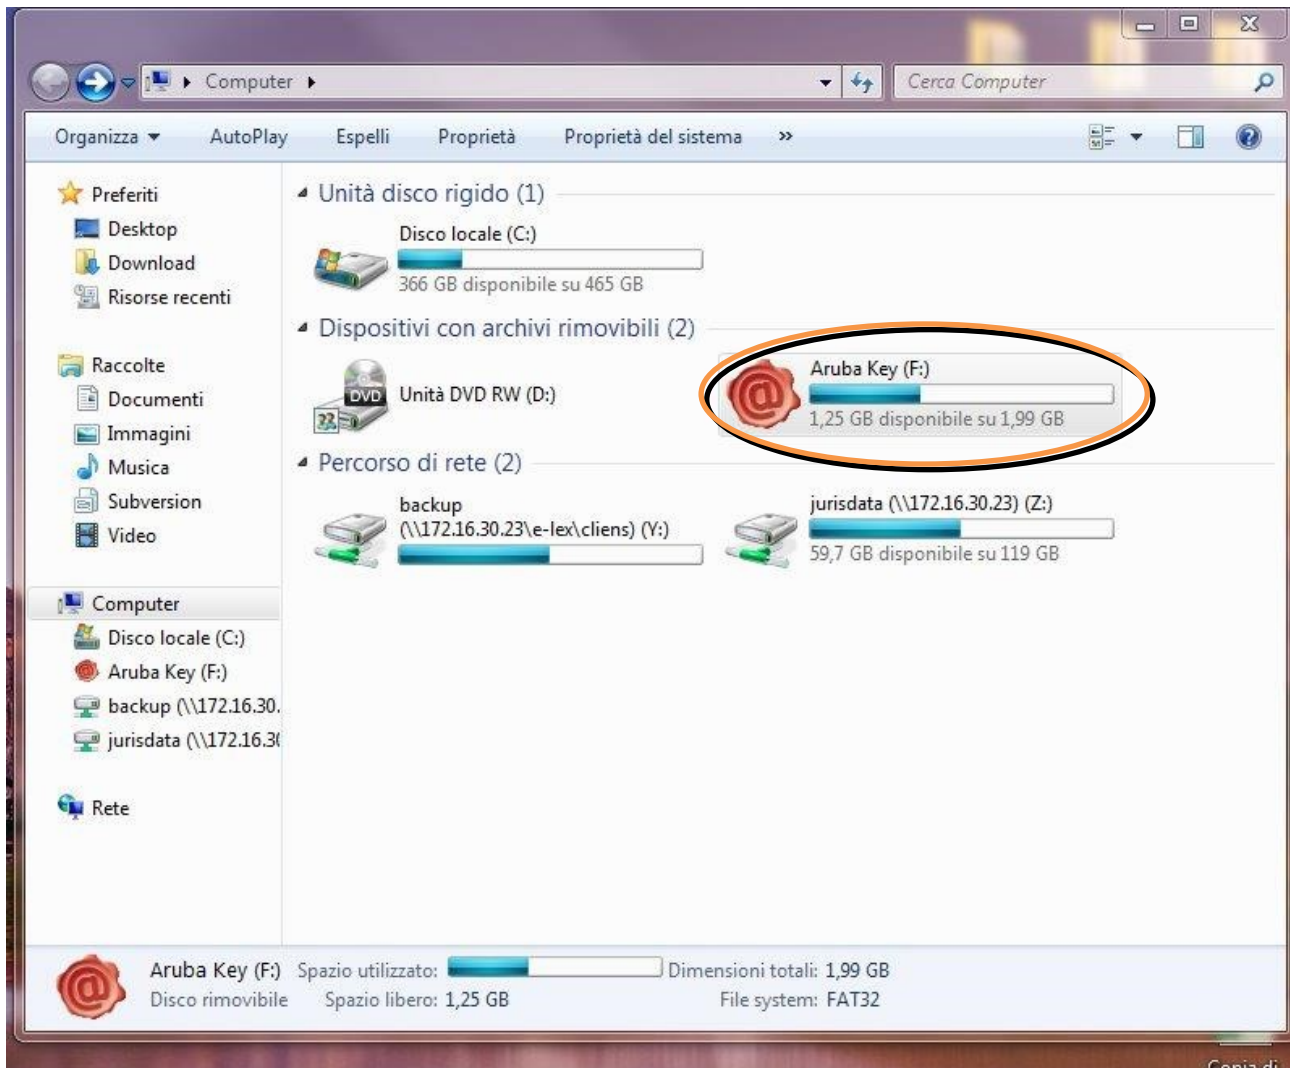 Computer
Cerca Computer
Organizza
AutoPlay
Espelli
Proprietà
Proprietà del sistema
»
Preferiti
Desktop
Download
Risorse recenti
Raccolte
Documenti
Immagini
Musica
Subversion
Video
Computer
Disco locale (C:)
Aruba Key (F:)
backup (\\172.16.30.
jurisdata (\\172.16.30
Rete
Unità disco rigido (1)
Disco locale (C:)
366 GB disponibile su 465 GB
Dispositivi con archivi rimovibili (2)
DVD
Unità DVD RW (D:)
Aruba Key (F:)
1,25 GB disponibile su 1,99 GB
Percorso di rete (2)
backup
(\\172.16.30.23\e-lex\cliens) (Y:)
jurisdata (\\172.16.30.23) (Z:)
59,7 GB disponibile su 119 GB
Aruba Key (F:) Spazio utilizzato: Dimensioni totali: 1,99 GB
Disco rimovibile Spazio libero: 1,25 GB File system: FAT32
Copia di